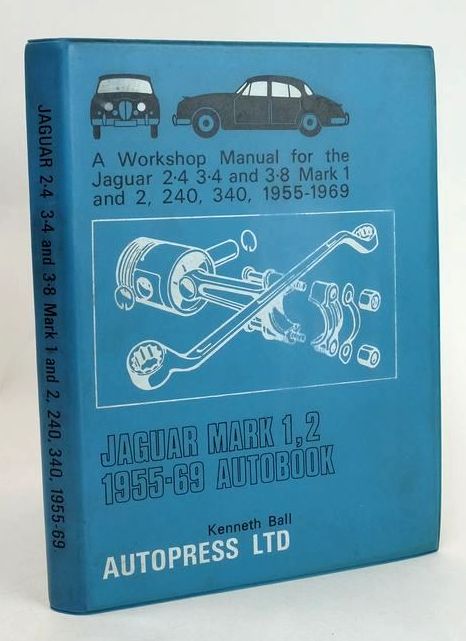 JAGUAR 2·4 3·4 and 3·8 Mark 1 and 2, 240, 340, 1955-69
A Workshop Manual for the
Jaguar 2·4 3·4 and 3·8 Mark 1
and 2, 240, 340, 1955-1969
JAGUAR MARK 1,2
1955-69 AUTOBOOK
Kenneth Ball
AUTOPRESS LTD